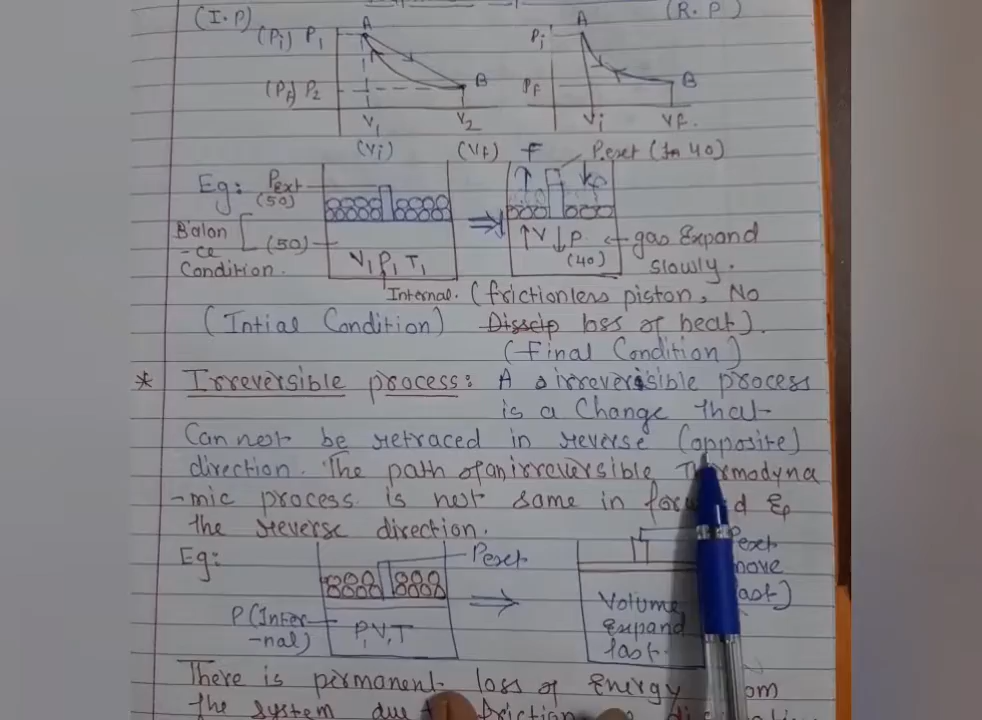 (I.P) (R.P)
(Pi) P1 A B
(Pf) P2
V1 V2
(Vi) (Vf)
Pi A B
Pf
Vi Vf.
Eg: Pext (50)
Balan
-ce
Condition. (50)
V1 P1 T1
Internal.
(Intial Condition)
F Pext (to 40)
↑V ↓P (40) gas Expand
slowly.
(frictionless piston, No
loss of heat).
(Final Condition)
* Irreversible process: A irreversible process
is a Change that
Can not be retraced in reverse (opposite)
direction. The path of an irreversible
-mic process is not same in
the reverse direction.
Eg: Pext
P(Inter
-nal) P,V,T
Volume
Expand
fast.
There is permanent loss of Energy
the system due